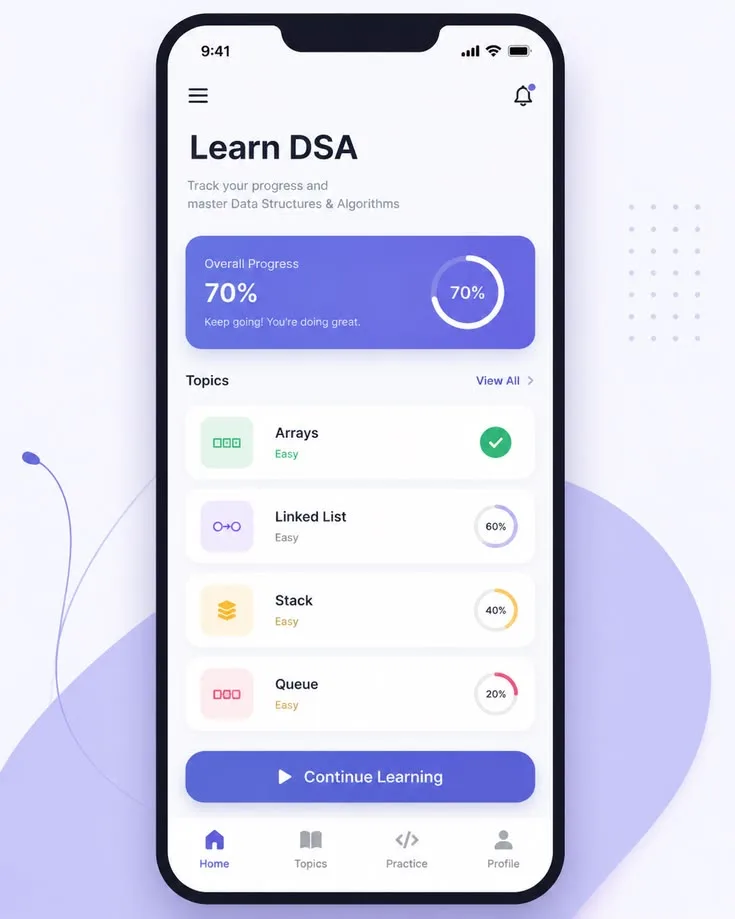 9:41
Learn DSA
Track your progress and
master Data Structures & Algorithms
Overall Progress
70%
Keep going! You're doing great.
70%
Topics
View All
Arrays
Easy
Linked List
Easy
60%
Stack
Easy
40%
Queue
Easy
20%
Continue Learning
Home
Topics
Practice
Profile